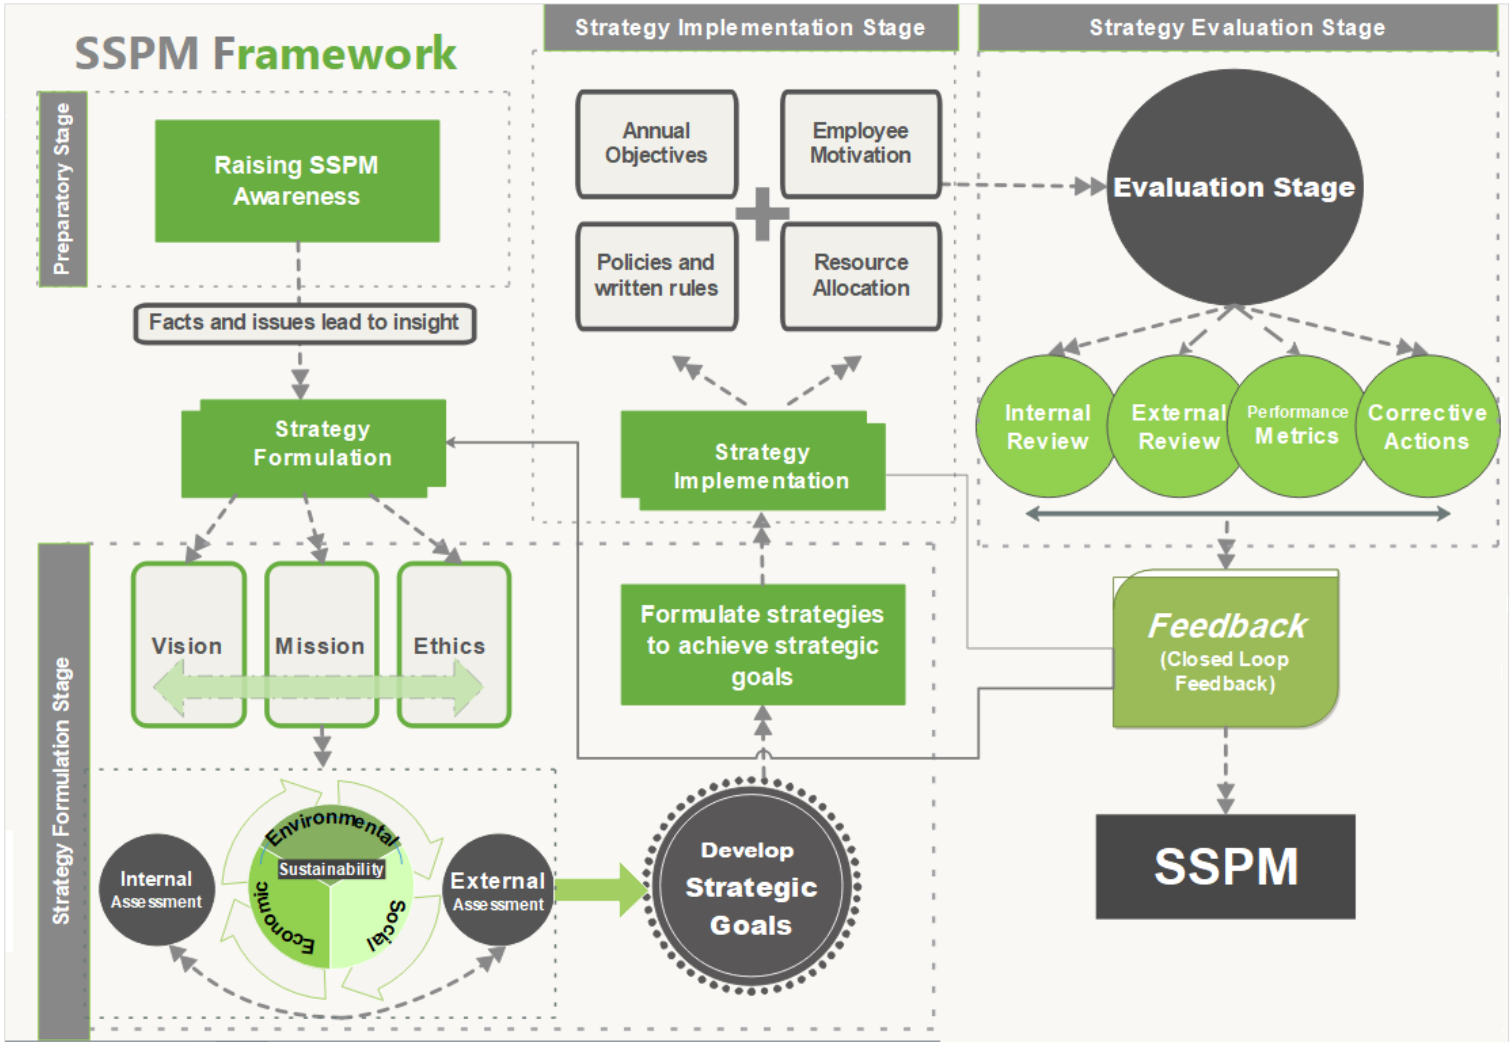 SSPM Framework
Preparatory Stage
Raising SSPM
Awareness
Facts and issues lead to insight
Strategy
Formulation
Strategy Formulation Stage
Vision
Mission
Ethics
Internal
Assessment
Environmental
Sustainability
Economic
Social
External
Assessment
Develop
Strategic
Goals
Formulate strategies
to achieve strategic
goals
Strategy Implementation Stage
Annual
Objectives
Employee
Motivation
Policies and
written rules
Resource
Allocation
Strategy
Implementation
Strategy Evaluation Stage
Evaluation Stage
Internal
Review
External
Review
Performance
Metrics
Corrective
Actions
Feedback
(Closed Loop
Feedback)
SSPM